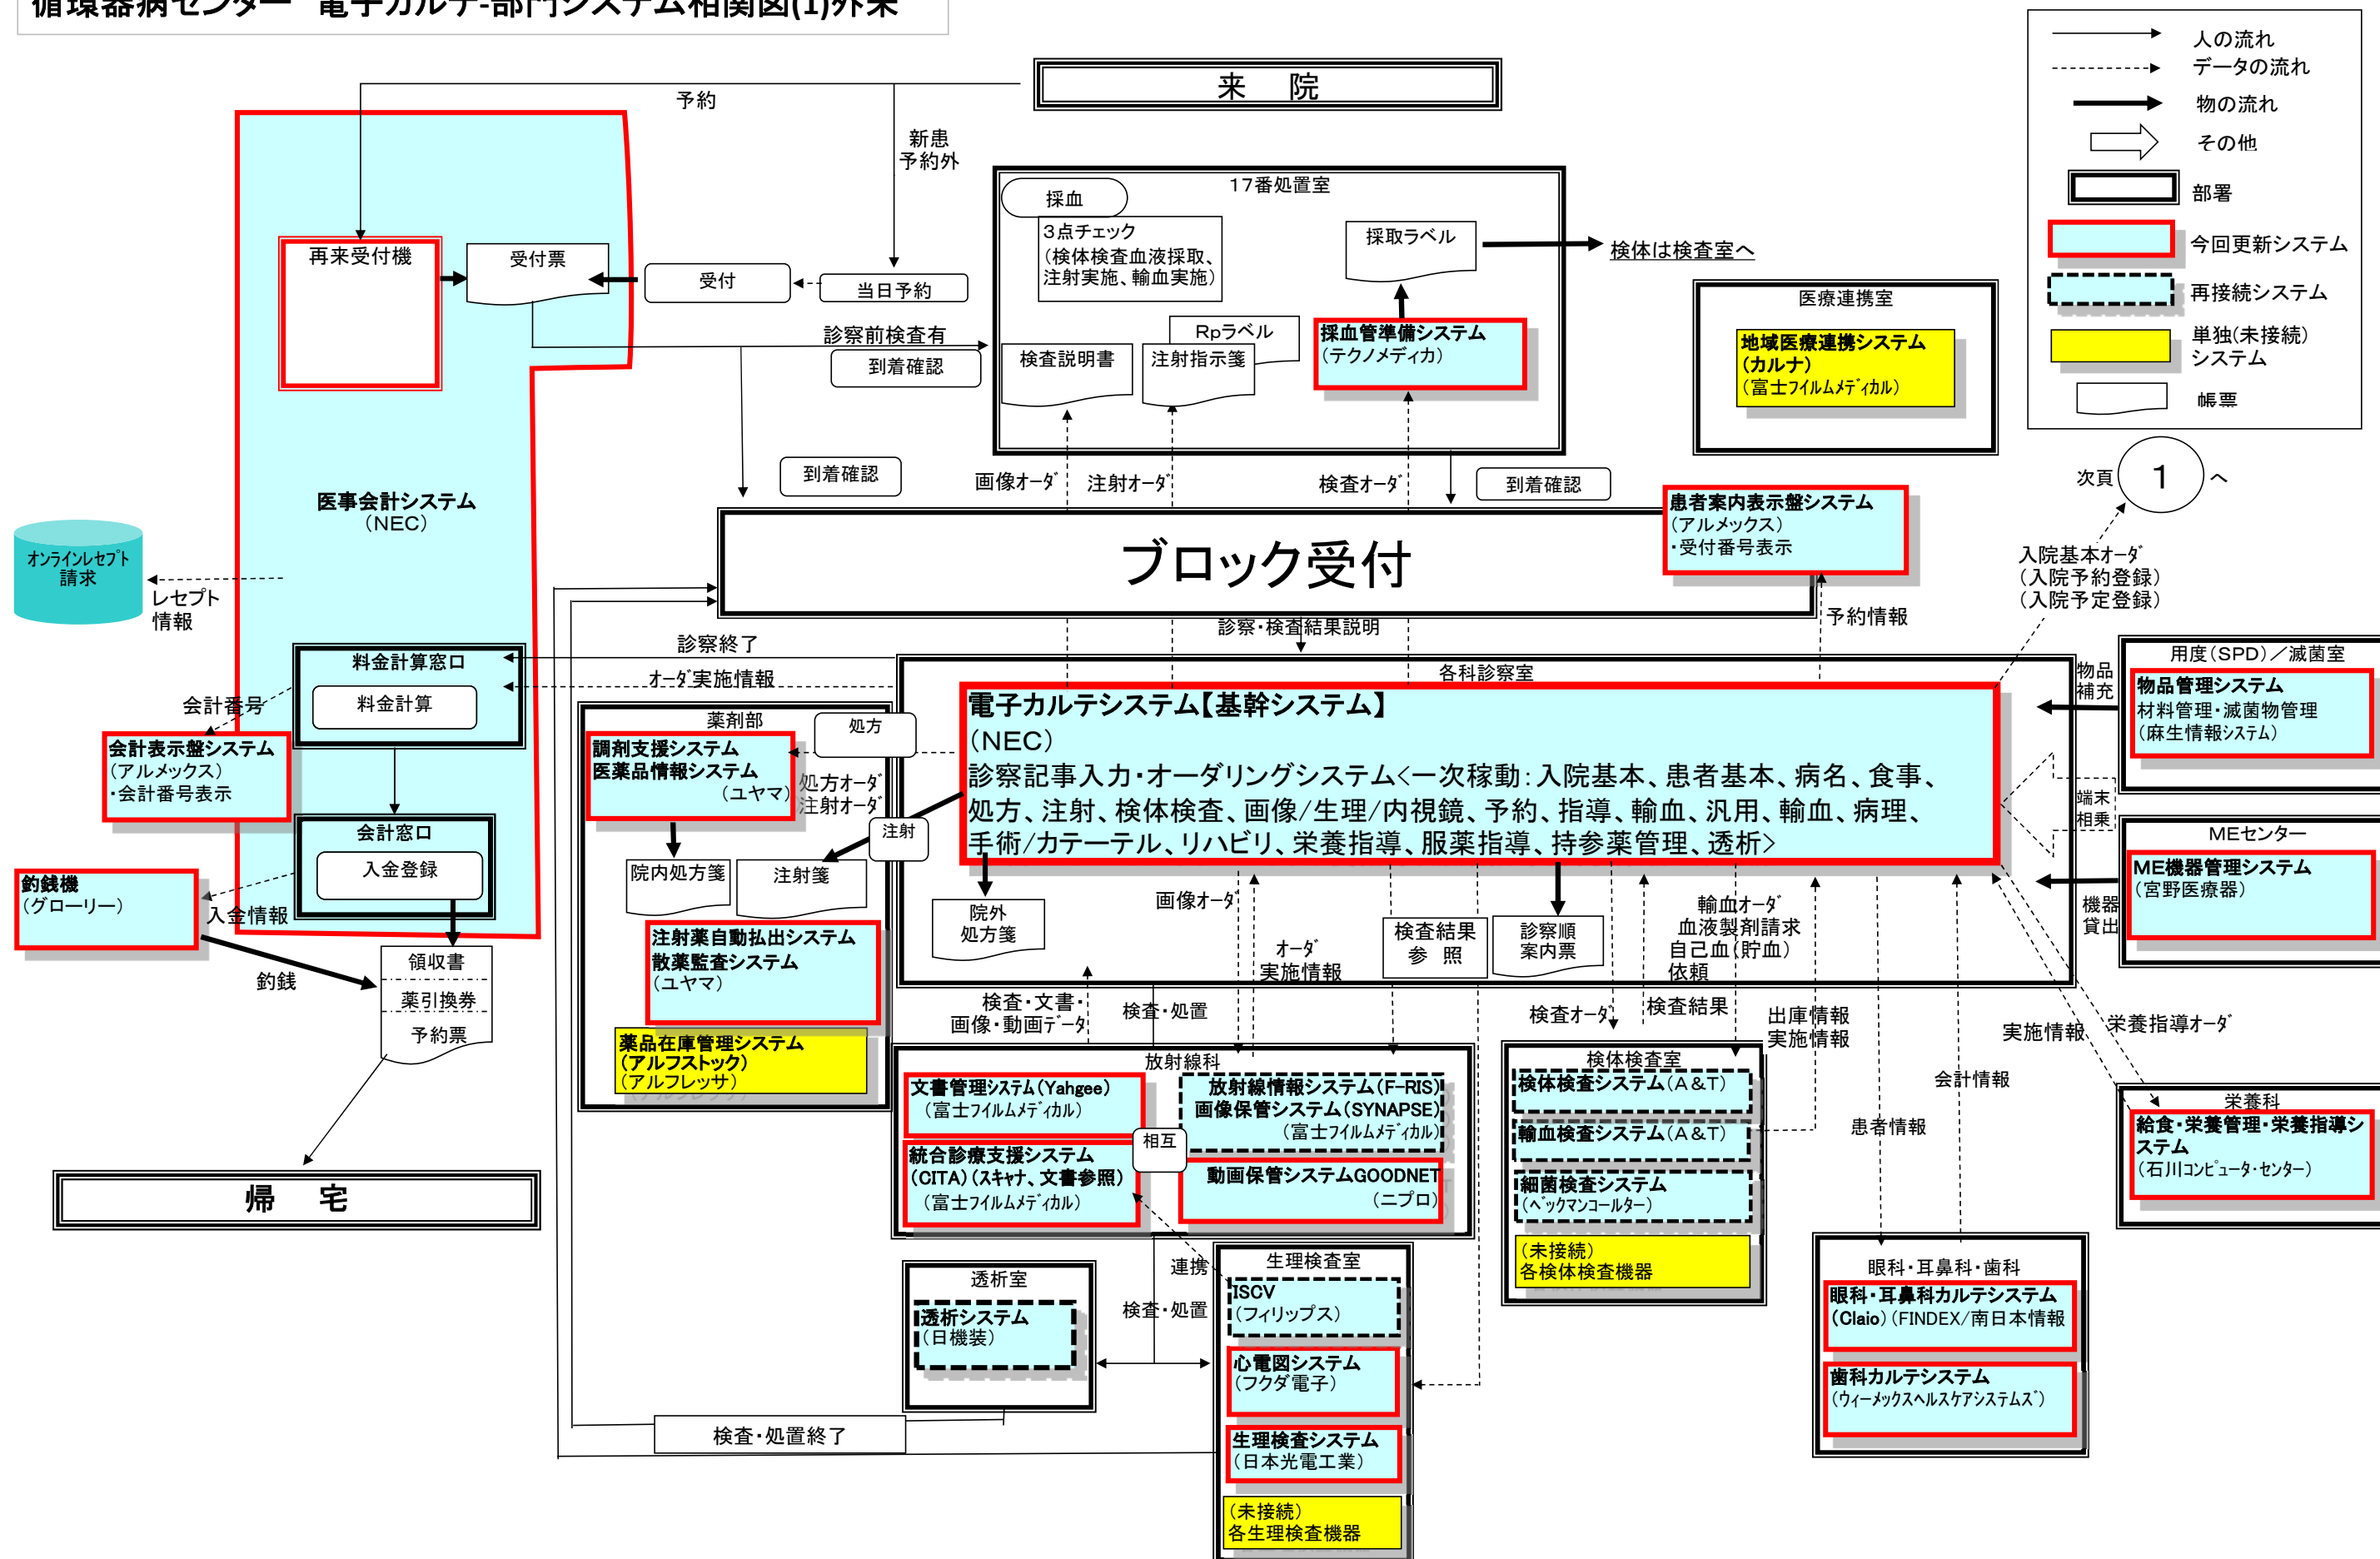 循環器病センター 電子カルテ-部門システム相関図(1)外来
人の流れ
データの流れ
物の流れ
その他
部署
今回更新システム
再接続システム
単独(未接続)
システム
帳票
来 院
予約
新患
予約外
17番処置室
採血
3点チェック
(検体検査血液採取、
注射実施、輸血実施)
採取ラベル
検体は検査室へ
再来受付機
受付票
受付
当日予約
診察前検査有
到着確認
検査説明書
Rpラベル
注射指示箋
採血管準備システム
(テクノメディカ)
医療連携室
地域医療連携システム
(カルナ)
(富士フイルムメディカル)
到着確認
画像オーダ
注射オーダ
検査オーダ
到着確認
次頁
1
へ
医事会計システム
(NEC)
オンラインレセプト
請求
レセプト
情報
ブロック受付
患者案内表示盤システム
(アルメックス)
・受付番号表示
入院基本オーダ
(入院予約登録)
(入院予定登録)
予約情報
診察・検査結果説明
診察終了
オーダ実施情報
料金計算窓口
料金計算
会計番号
会計表示盤システム
(アルメックス)
・会計番号表示
会計窓口
入金登録
釣銭機
(グローリー)
入金情報
釣銭
領収書
薬引換券
予約票
帰 宅
薬剤部
調剤支援システム
医薬品情報システム
(ユヤマ)
処方
処方オーダ
注射オーダ
注射
院内処方箋
注射箋
注射薬自動払出システム
散薬監査システム
(ユヤマ)
薬品在庫管理システム
(アルフストック)
(アルフレッサ)
各科診察室
電子カルテシステム【基幹システム】
(NEC)
診察記事入力・オーダリングシステム<一次稼動:入院基本、患者基本、病名、食事、
処方、注射、検体検査、画像/生理/内視鏡、予約、指導、輸血、汎用、輸血、病理、
手術/カテーテル、リハビリ、栄養指導、服薬指導、持参薬管理、透析>
物品
補充
用度(SPD)/滅菌室
物品管理システム
材料管理・滅菌物管理
(麻生情報システム)
端末
相乗
MEセンター
ME機器管理システム
(宮野医療器)
機器
貸出
院外
処方箋
画像オーダ
オーダ
実施情報
検査結果
参 照
診察順
案内票
輸血オーダ
血液製剤請求
自己血(貯血)
依頼
検査・文書・
画像・動画データ
検査・処置
検査オーダ
検査結果
出庫情報
実施情報
実施情報
栄養指導オーダ
会計情報
患者情報
放射線科
文書管理システム(Yahgee)
(富士フイルムメディカル)
放射線情報システム(F-RIS)
画像保管システム(SYNAPSE)
(富士フイルムメディカル)
相互
統合診療支援システム
(CITA)(スキャナ、文書参照)
(富士フイルムメディカル)
動画保管システムGOODNET
(ニプロ)
検体検査室
検体検査システム(A&T)
輸血検査システム(A&T)
細菌検査システム
(ベックマンコールター)
(未接続)
各検体検査機器
栄養科
給食・栄養管理・栄養指導シ
ステム
(石川コンピュータ・センター)
連携
検査・処置
透析室
透析システム
(日機装)
生理検査室
ISCV
(フィリップス)
心電図システム
(フクダ電子)
生理検査システム
(日本光電工業)
(未接続)
各生理検査機器
検査・処置終了
眼科・耳鼻科・歯科
眼科・耳鼻科カルテシステム
(Claio)(FINDEX/南日本情報
歯科カルテシステム
(ウィーメックスヘルスケアシステムズ)